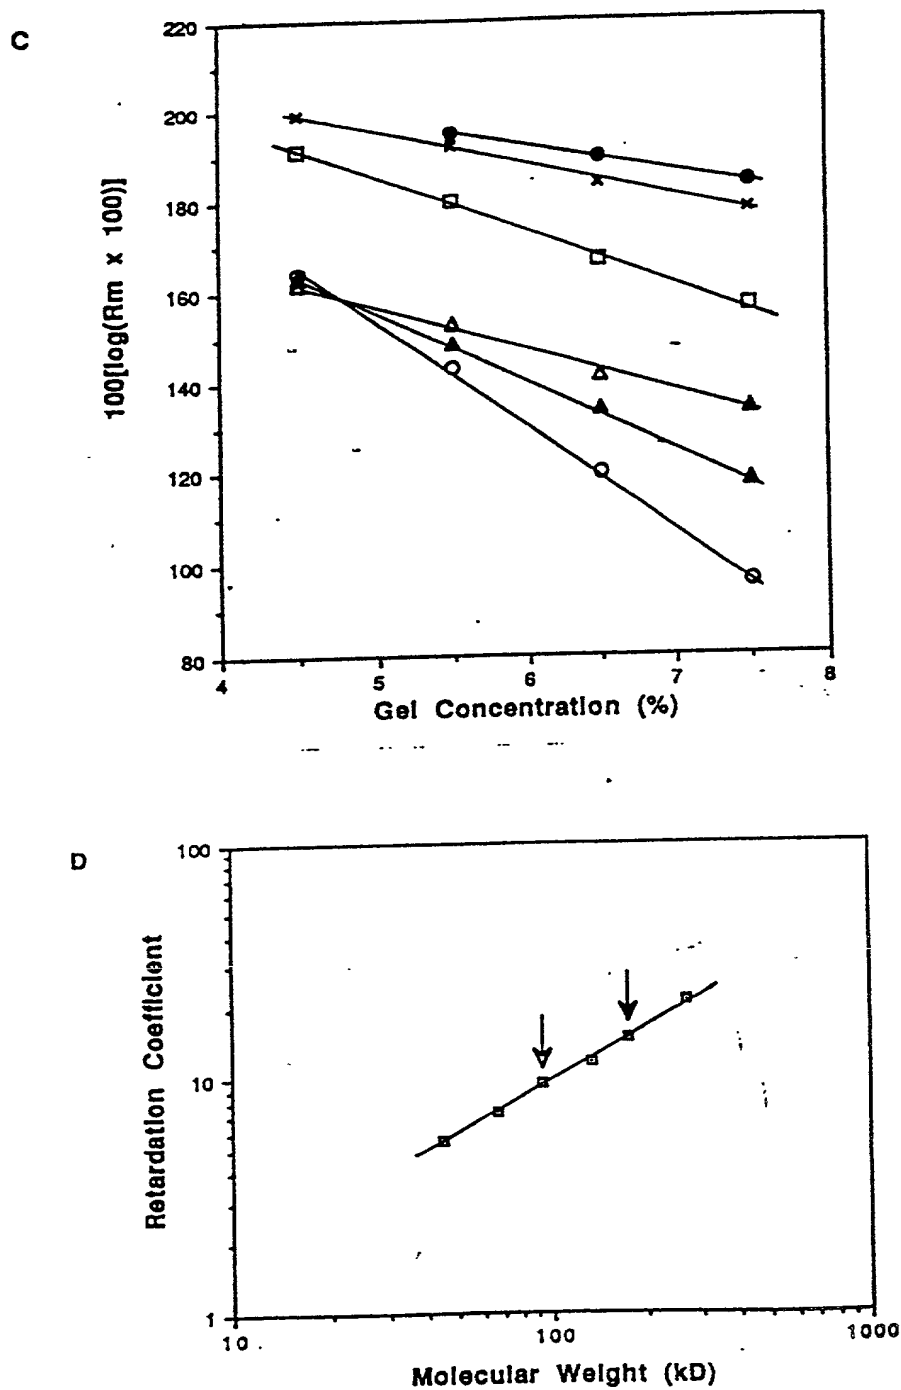 C
220
200
180
160
140
120
100
80
100[log(Rm x 100)]
4 5 6 7 8
Gel Concentration (%)
D
100
10
1
Retardation Coefficient
10 100 1000
Molecular Weight (kD)